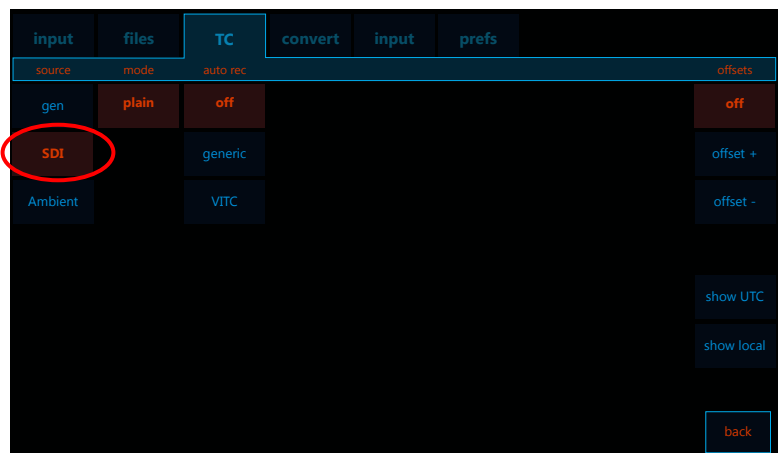 input files TC convert input prefs
source mode auto rec offsets
gen plain off off
SDI generic offset +
Ambient VITC offset -
show UTC
show local
back